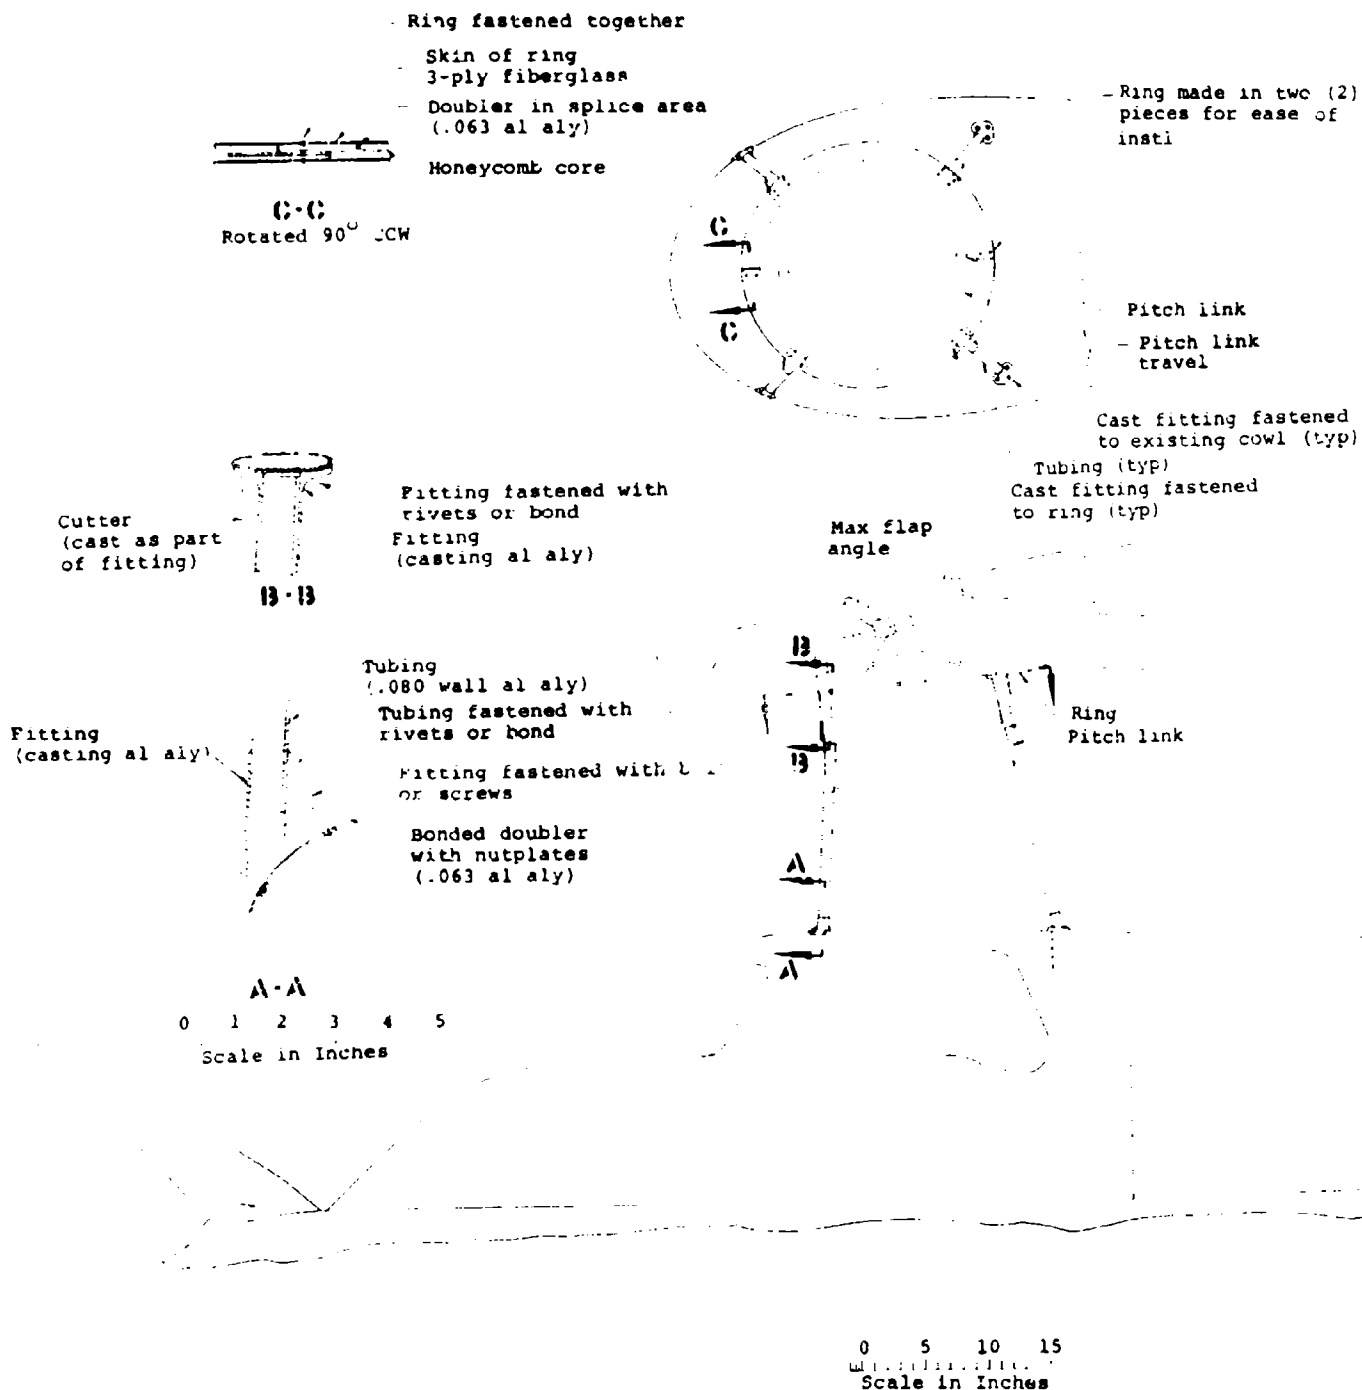 Ring fastened together
Skin of ring
3-ply fiberglass
Doubler in splice area
(.063 al aly)
Honeycomb core
C-C
Rotated 90°
Ring made in two (2)
pieces for ease of
insti
C
C
Pitch link
Pitch link
travel
Cast fitting fastened
to existing cowl (typ)
Tubing (typ)
Cast fitting fastened
to ring (typ)
Cutter
(cast as part
of fitting)
Fitting fastened with
rivets or bond
Fitting
(casting al aly)
B-B
Max flap
angle
B
B
A
A
Ring
Pitch link
Tubing
(.080 wall al aly)
Tubing fastened with
rivets or bond
Fitting
(casting al aly)
Fitting fastened with
or screws
Bonded doubler
with nutplates
(.063 al aly)
A-A
0 1 2 3 4 5
Scale in Inches
0 5 10 15
Scale in Inches